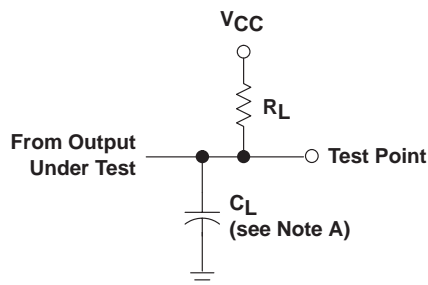 VCC
RL
From Output
Under Test
Test Point
CL
(see Note A)